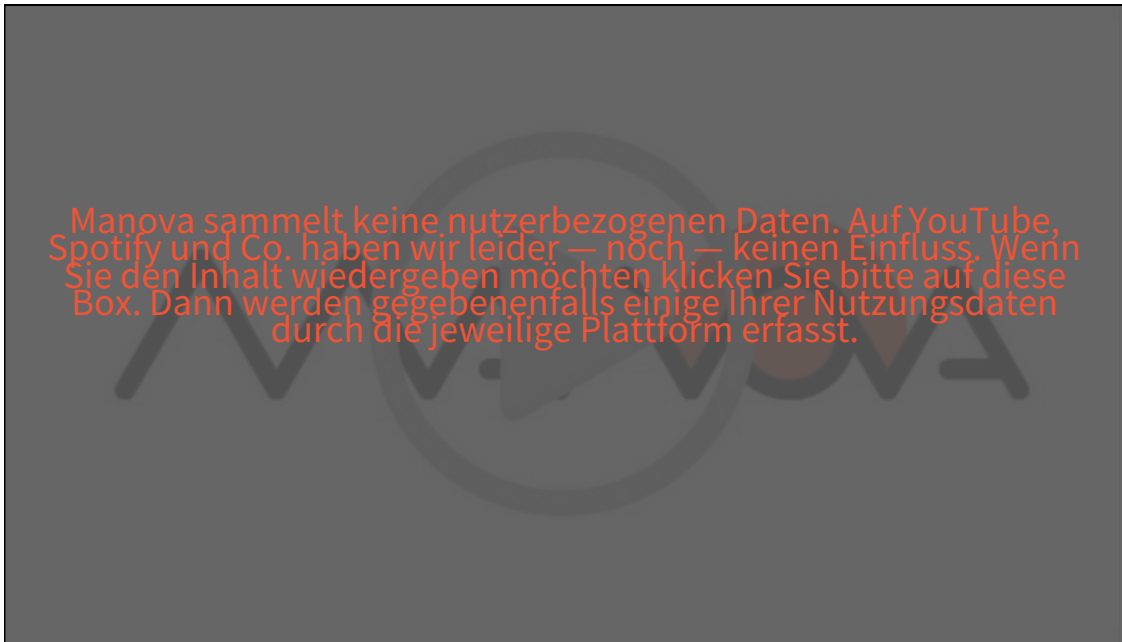 Manova sammelt keine nutzerbezogenen Daten. Auf YouTube,
Spotify und Co. haben wir leider — noch — keinen Einfluss. Wenn
Sie den Inhalt wiedergeben möchten klicken Sie bitte auf diese
Box. Dann werden gegebenenfalls einige Ihrer Nutzungsdaten
durch die jeweilige Plattform erfasst.
MANOVA